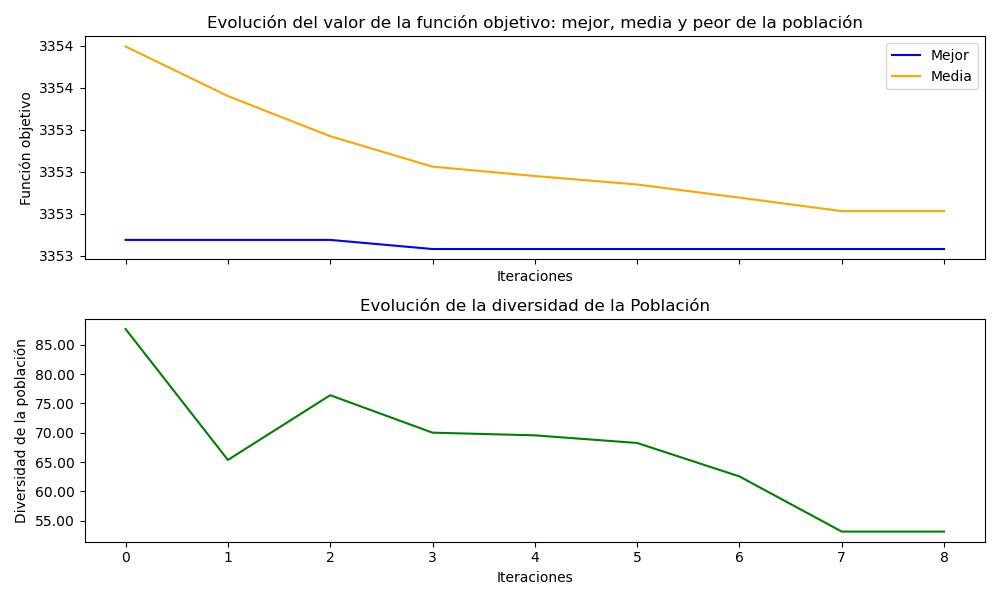 Evolución del valor de la función objetivo: mejor, media y peor de la población
Función objetivo
3354
3354
3353
3353
3353
3353
Mejor
Media
Iteraciones
Evolución de la diversidad de la Población
Diversidad de la población
85.00
80.00
75.00
70.00
65.00
60.00
55.00
0 1 2 3 4 5 6 7 8
Iteraciones